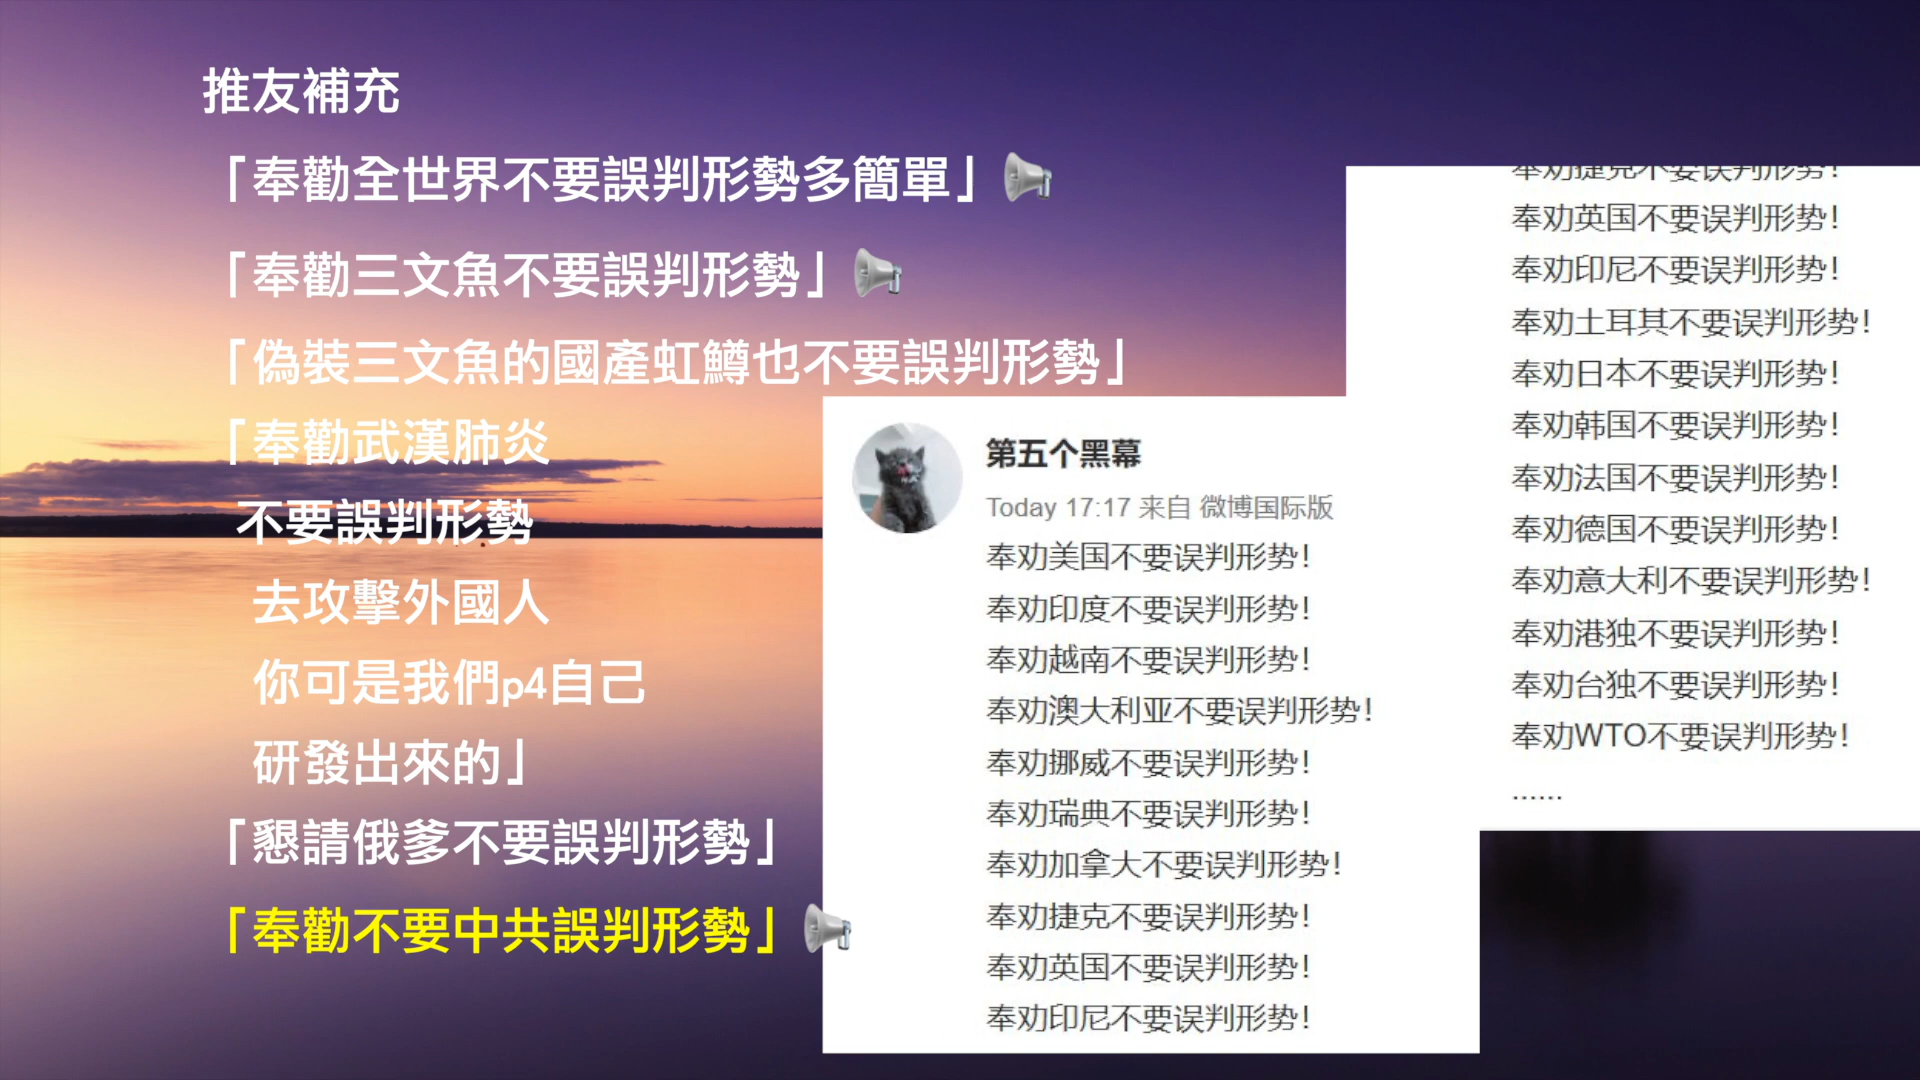 推友補充
「奉勸全世界不要誤判形勢多簡單」
「奉勸三文魚不要誤判形勢」
「偽裝三文魚的國產虹鱒也不要誤判形勢」
「奉勸武漢肺炎
不要誤判形勢
去攻擊外國人
你可是我們p4自己
研發出來的」
「懇請俄爹不要誤判形勢」
「奉勸不要中共誤判形勢」
第五个黑幕
Today 17:17 来自 微博国际版
奉劝美国不要误判形势！
奉劝印度不要误判形势！
奉劝越南不要误判形势！
奉劝澳大利亚不要误判形势！
奉劝挪威不要误判形势！
奉劝瑞典不要误判形势！
奉劝加拿大不要误判形势！
奉劝捷克不要误判形势！
奉劝英国不要误判形势！
奉劝印尼不要误判形势！
奉劝捷克不要误判形势！
奉劝英国不要误判形势！
奉劝印尼不要误判形势！
奉劝土耳其不要误判形势！
奉劝日本不要误判形势！
奉劝韩国不要误判形势！
奉劝法国不要误判形势！
奉劝德国不要误判形势！
奉劝意大利不要误判形势！
奉劝港独不要误判形势！
奉劝台独不要误判形势！
奉劝WTO不要误判形势！
……